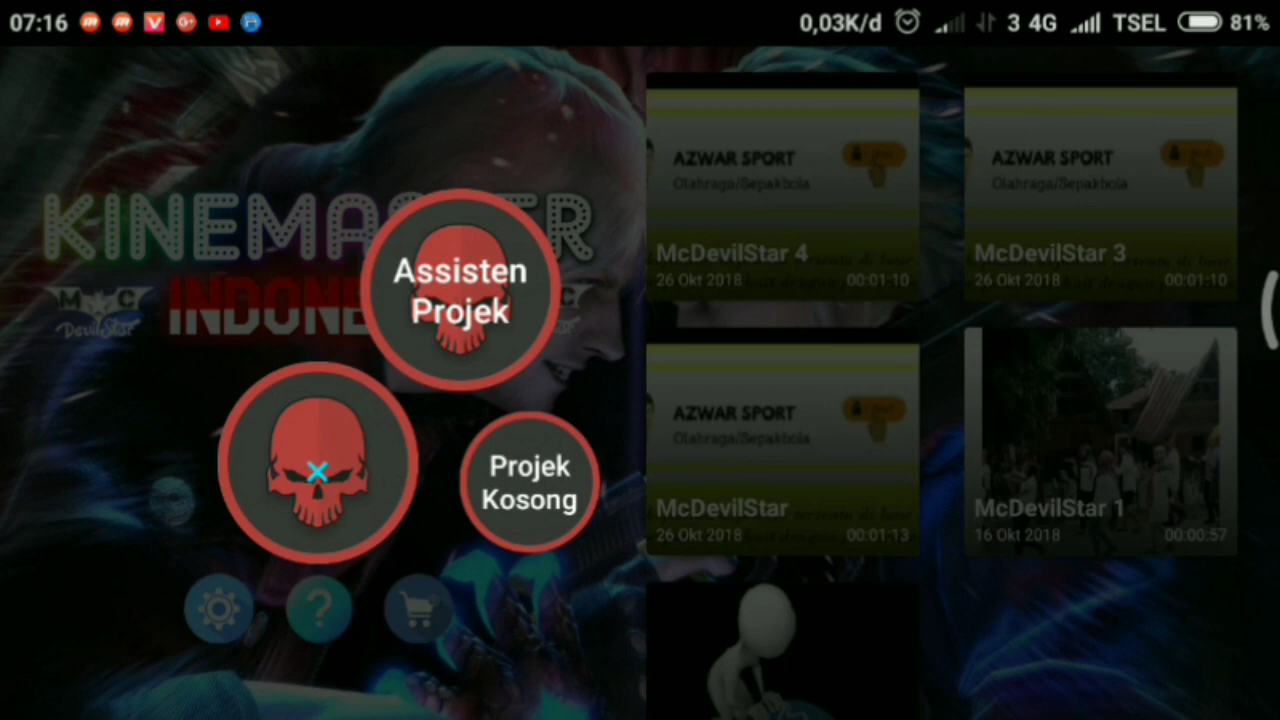 07:16
0,03K/d
3 4G
TSEL
81%
KINEMASTER
INDONE
M C
DevilStar
C
Assisten
Projek
Projek
Kosong
AZWAR SPORT
Olahraga/Sepakbola
McDevilStar 4
26 Okt 2018
00:01:10
AZWAR SPORT
Olahraga/Sepakbola
McDevilStar 3
26 Okt 2018
00:01:10
AZWAR SPORT
Olahraga/Sepakbola
McDevilStar
26 Okt 2018
00:01:13
McDevilStar 1
16 Okt 2018
00:00:57